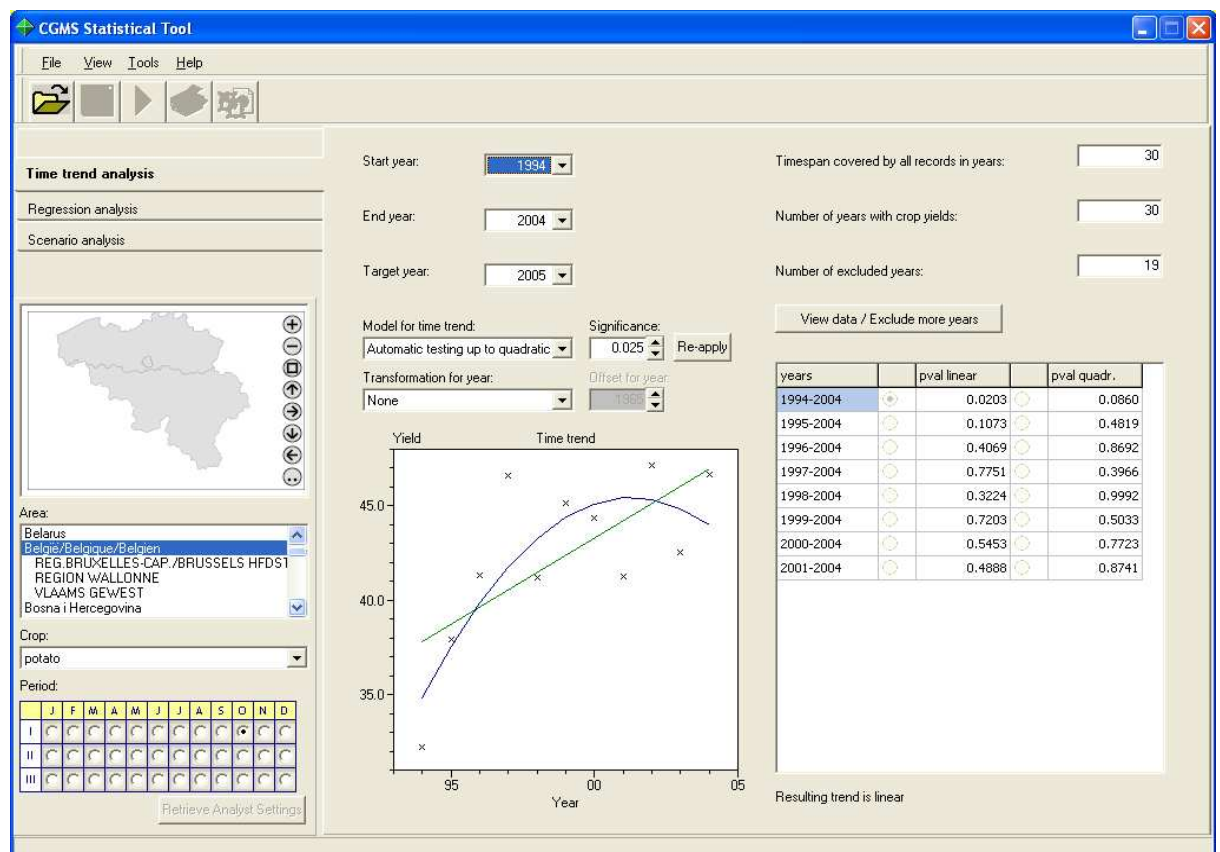 CGMS Statistical Tool
File View Tools Help
Time trend analysis
Regression analysis
Scenario analysis
Area:
Belarus
België/Belgique/Belgien
REG.BRUXELLES-CAP./BRUSSELS HFDST
REGION WALLONNE
VLAAMS GEWEST
Bosna i Hercegovina
Crop:
potato
Period:
J F M A M J J A S O N D
I
II
III
Retrieve Analyst Settings
Start year: 1994
End year: 2004
Target year: 2005
Model for time trend: Significance:
Automatic testing up to quadratic 0.025 Re-apply
Transformation for year: Offset for year:
None 1965
Yield Time trend
45.0
40.0
35.0
95 00 05
Year
Timespan covered by all records in years: 30
Number of years with crop yields: 30
Number of excluded years: 19
View data / Exclude more years
years pval linear pval quadr.
1994-2004 0.0203 0.0860
1995-2004 0.1073 0.4819
1996-2004 0.4069 0.8692
1997-2004 0.7751 0.3966
1998-2004 0.3224 0.9992
1999-2004 0.7203 0.5033
2000-2004 0.5453 0.7723
2001-2004 0.4888 0.8741
Resulting trend is linear